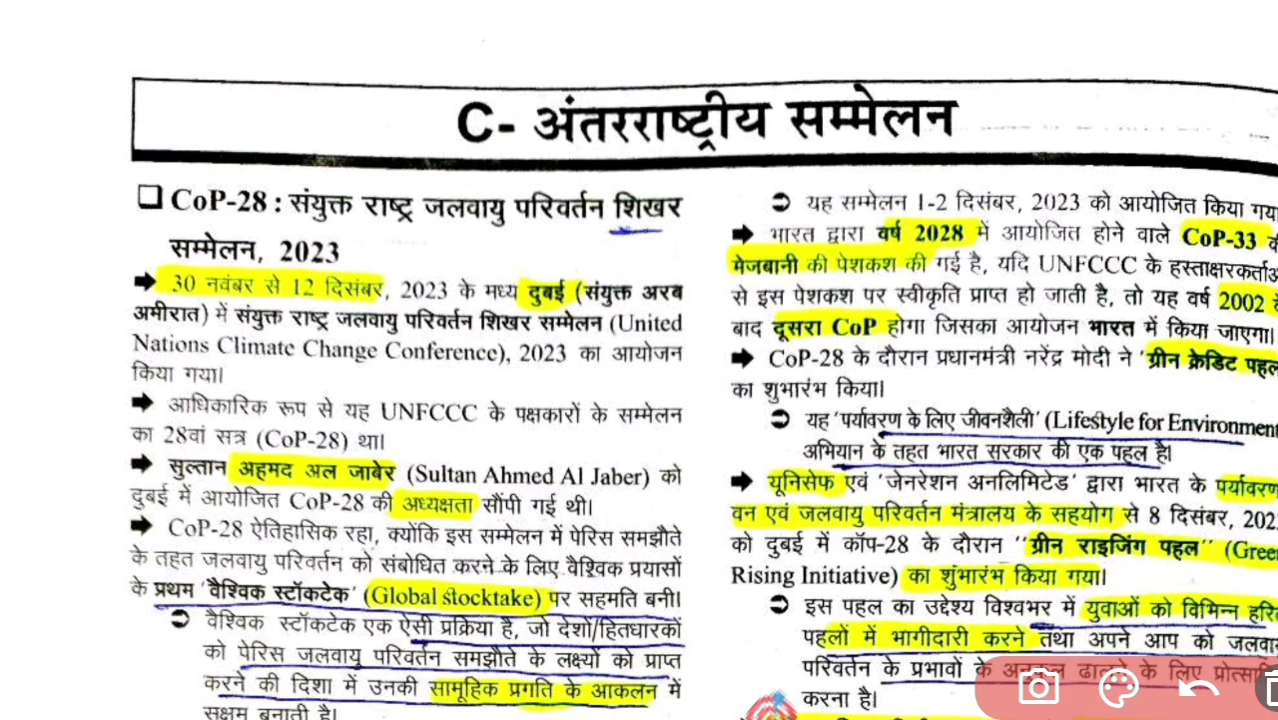 C- अंतरराष्ट्रीय सम्मेलन
CoP-28 : संयुक्त राष्ट्र जलवायु परिवर्तन शिखर
सम्मेलन, 2023
30 नवंबर से 12 दिसंबर, 2023 के मध्य दुबई (संयुक्त अरब
अमीरात) में संयुक्त राष्ट्र जलवायु परिवर्तन शिखर सम्मेलन (United
Nations Climate Change Conference), 2023 का आयोजन
किया गया।
आधिकारिक रूप से यह UNFCCC के पक्षकारों के सम्मेलन
का 28वां सत्र (CoP-28) था।
सुल्तान अहमद अल जाबेर (Sultan Ahmed Al Jaber) को
दुबई में आयोजित CoP-28 की अध्यक्षता सौंपी गई थी।
CoP-28 ऐतिहासिक रहा, क्योंकि इस सम्मेलन में पेरिस समझौते
के तहत जलवायु परिवर्तन को संबोधित करने के लिए वैश्विक प्रयासों
के प्रथम 'वैश्विक स्टॉकटेक' (Global stocktake) पर सहमति बनी।
वैश्विक स्टॉकटेक एक ऐसी प्रक्रिया है, जो देशों/हितधारकों
को पेरिस जलवायु परिवर्तन समझौते के लक्ष्यों को प्राप्त
करने की दिशा में उनकी सामूहिक प्रगति के आकलन में
सक्षम बनाती है।
यह सम्मेलन 1-2 दिसंबर, 2023 को आयोजित किया गया
भारत द्वारा वर्ष 2028 में आयोजित होने वाले CoP-33
मेजबानी की पेशकश की गई है, यदि UNFCCC के
से इस पेशकश पर स्वीकृति प्राप्त हो जाती है, तो यह वर्ष 2002
बाद दूसरा CoP होगा जिसका आयोजन भारत में किया जाएगा।
CoP-28 के दौरान प्रधानमंत्री नरेंद्र मोदी ने 'ग्रीन क्रेडिट पहल
का शुभारंभ किया।
यह 'पर्यावरण के लिए जीवनशैली' (Lifestyle for Environment
अभियान के तहत भारत सरकार की एक पहल है।
यूनिसेफ एवं 'जेनरेशन अनलिमिटेड' द्वारा भारत के पर्यावरण
वन एवं जलवायु परिवर्तन मंत्रालय के सहयोग से 8 दिसंबर,
को दुबई में कॉप-28 के दौरान ''ग्रीन राइजिंग पहल'' (Green
Rising Initiative) का शुंभारंभ किया गया।
इस पहल का उद्देश्य विश्वभर में युवाओं को विभिन्न
पहलों में भागीदारी करने तथा अपने आप को
परिवर्तन के प्रभावों के के लिए
करना है।